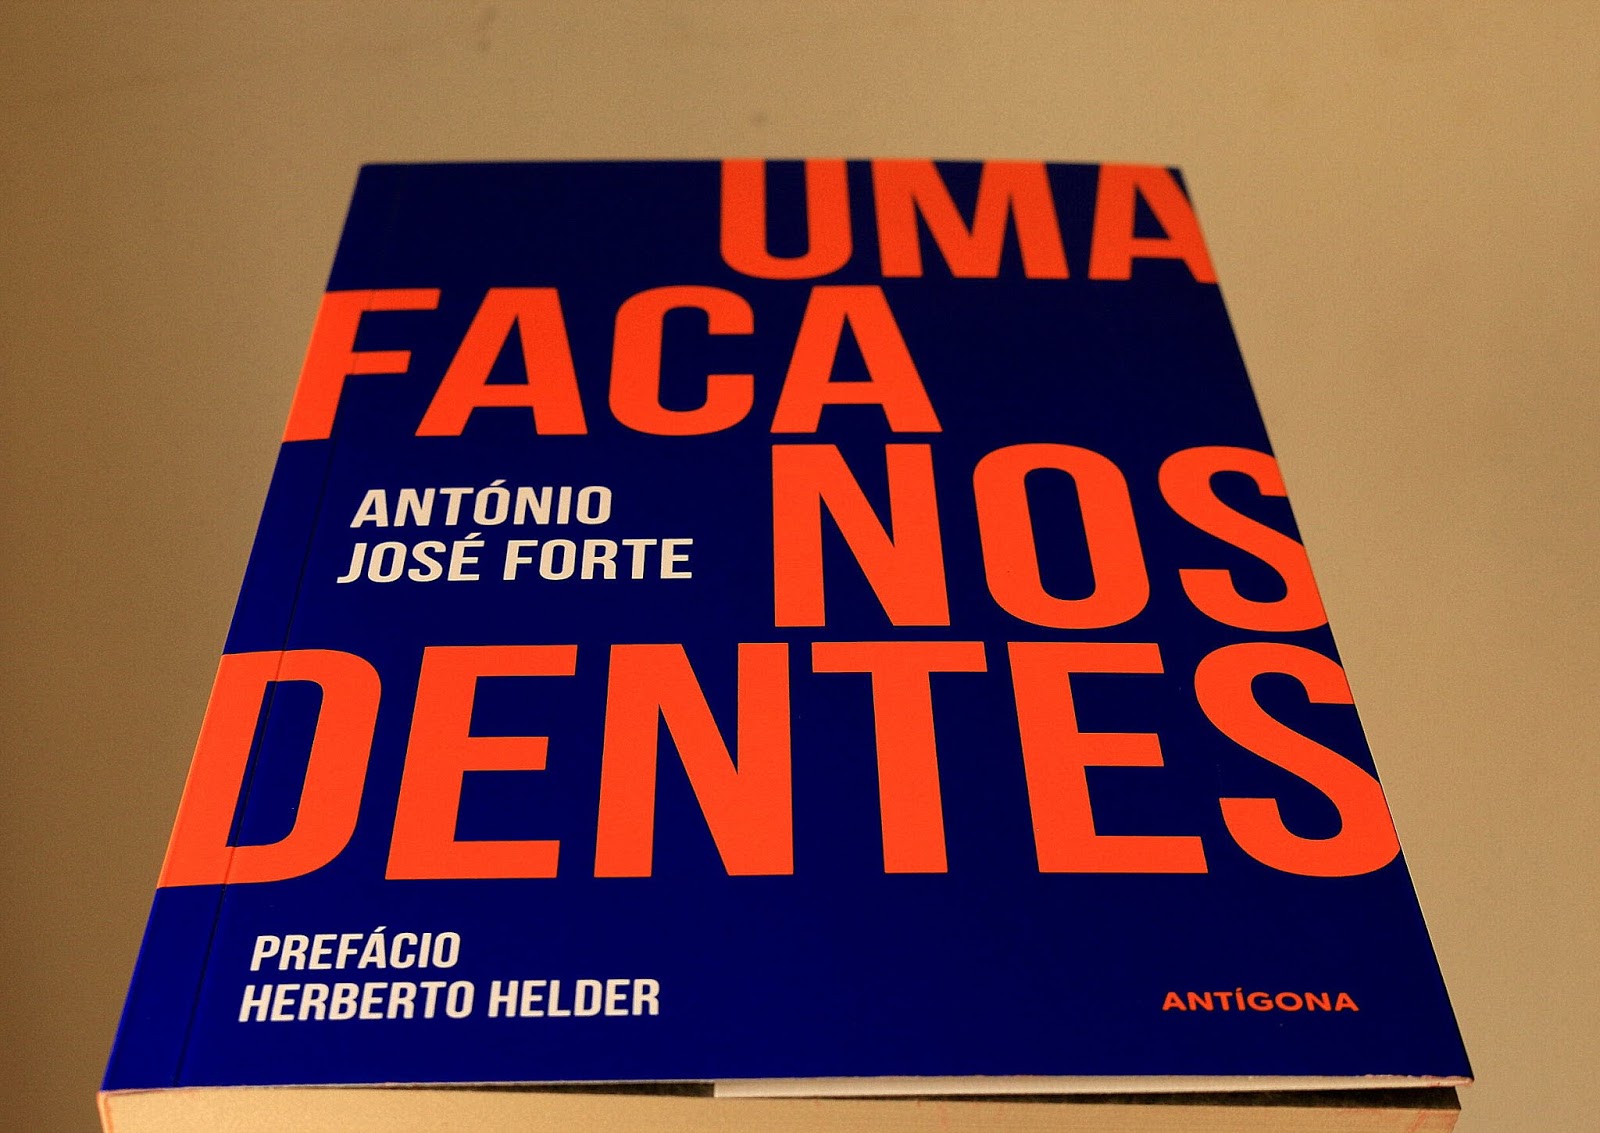 UMA
FACA
NOS
DENTES
ANTÓNIO
JOSÉ FORTE
PREFÁCIO
HERBERTO HELDER
ANTÍGONA